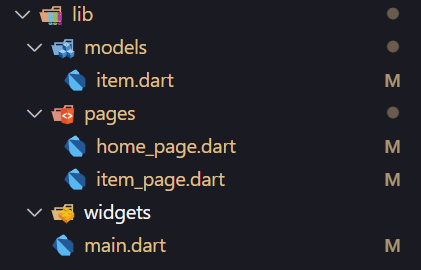 lib
models
item.dart M
pages
home_page.dart M
item_page.dart M
widgets
main.dart M